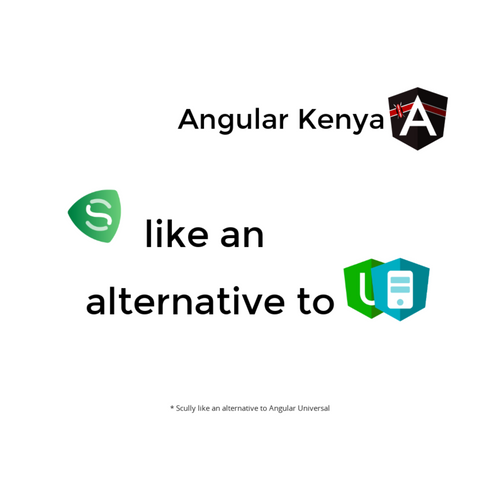 Angular Kenya A
S like an
alternative to U
* Scully like an alternative to Angular Universal